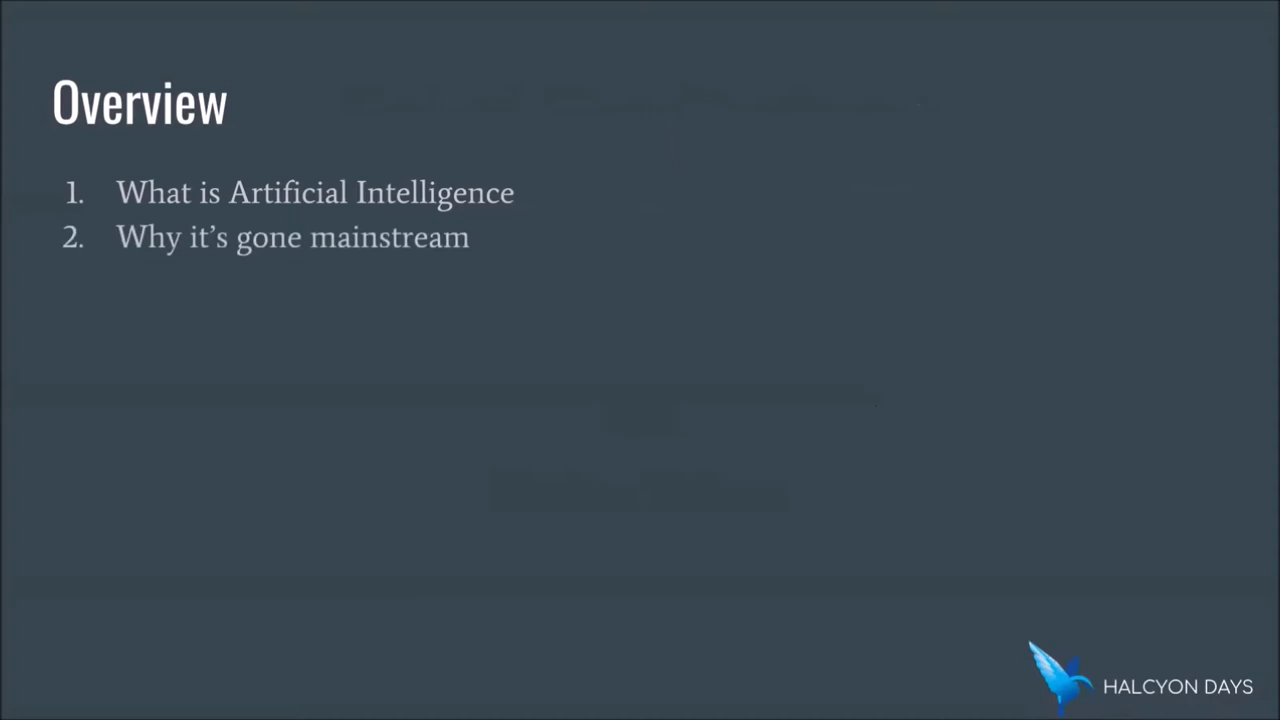 Overview
1. What is Artificial Intelligence
2. Why it’s gone mainstream
HALCYON DAYS